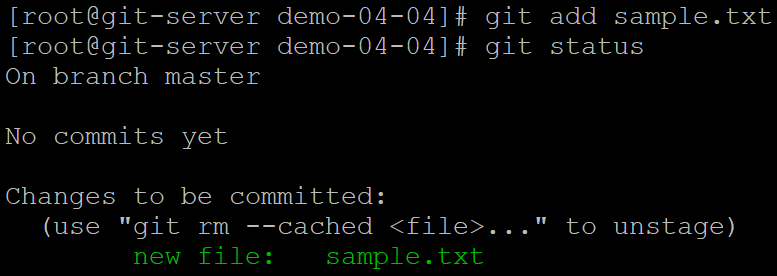 [root@git-server demo-04-04]# git add sample.txt
[root@git-server demo-04-04]# git status
On branch master
No commits yet
Changes to be committed:
(use "git rm --cached <file>..." to unstage)
new file: sample.txt